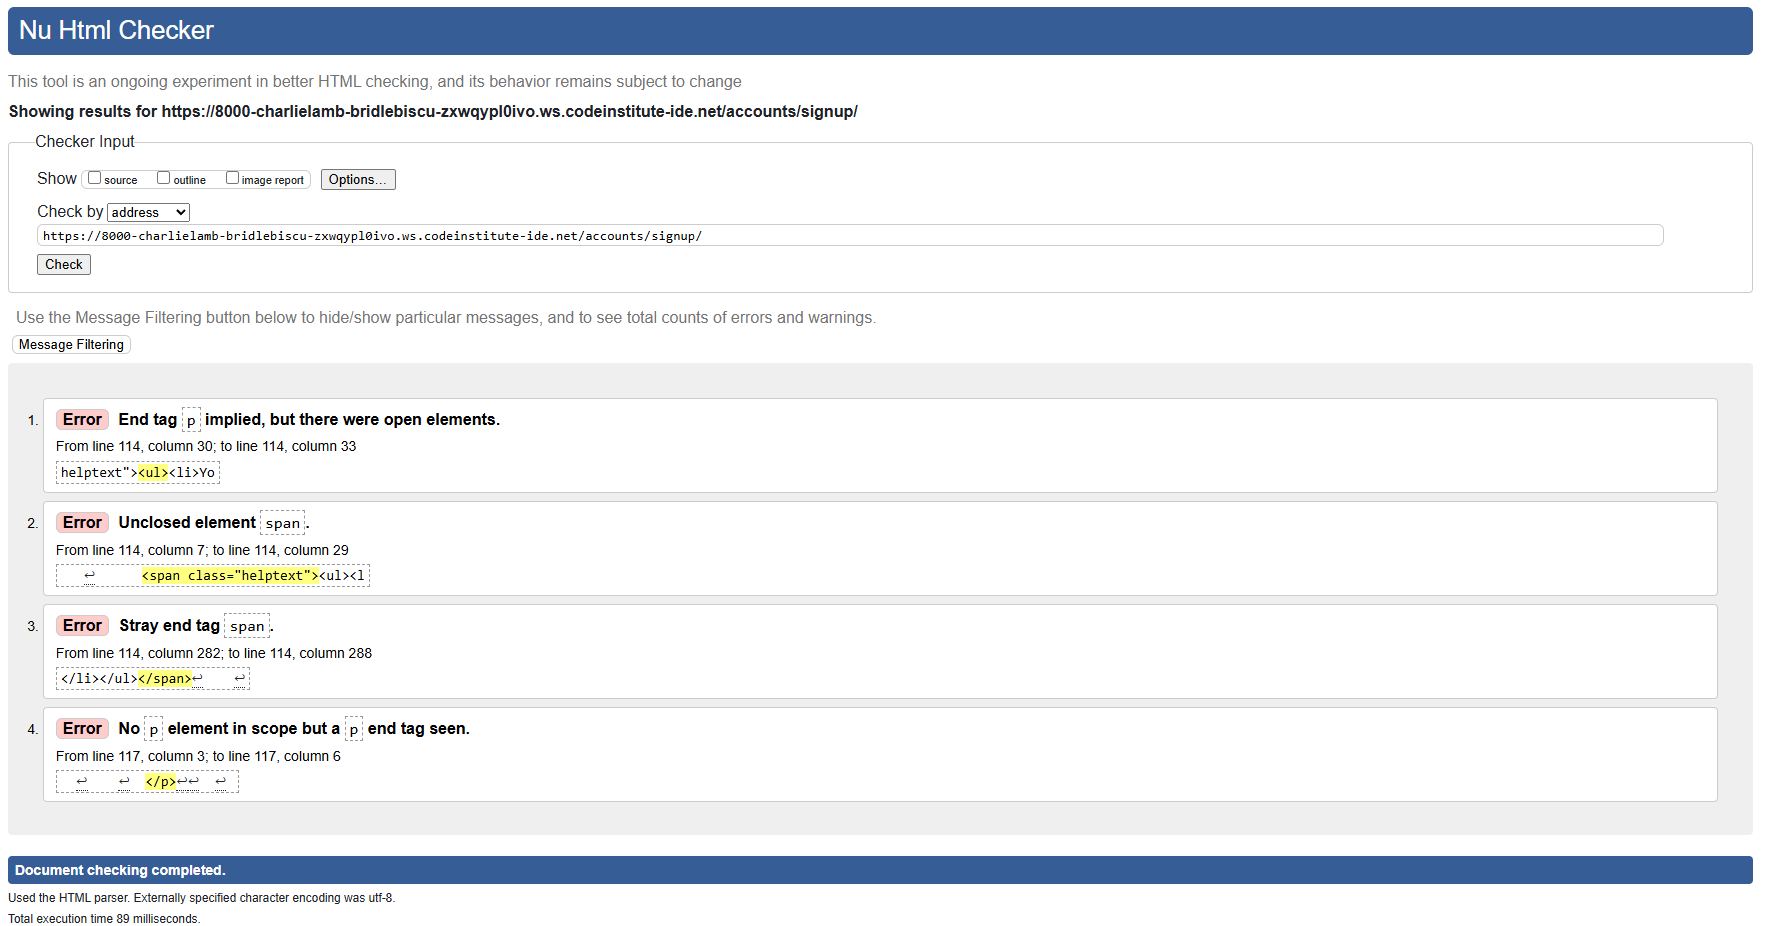 Nu Html Checker
This tool is an ongoing experiment in better HTML checking, and its behavior remains subject to change
Showing results for https://8000-charlielamb-bridlebiscu-zxwqypl0ivo.ws.codeinstitute-ide.net/accounts/signup/
Checker Input
Show source outline image report Options...
Check by address
https://8000-charlielamb-bridlebiscu-zxwqypl0ivo.ws.codeinstitute-ide.net/accounts/signup/
Check
Use the Message Filtering button below to hide/show particular messages, and to see total counts of errors and warnings.
Message Filtering
1. Error End tag p implied, but there were open elements.
From line 114, column 30; to line 114, column 33
helptext"><ul><li>Yo
2. Error Unclosed element span.
From line 114, column 7; to line 114, column 29
↩ <span class="helptext"><ul><l
3. Error Stray end tag span.
From line 114, column 282; to line 114, column 288
</li></ul></span>↩ ↩
4. Error No p element in scope but a p end tag seen.
From line 117, column 3; to line 117, column 6
↩ ↩ </p>↩↩ ↩
Document checking completed.
Used the HTML parser. Externally specified character encoding was utf-8.
Total execution time 89 milliseconds.